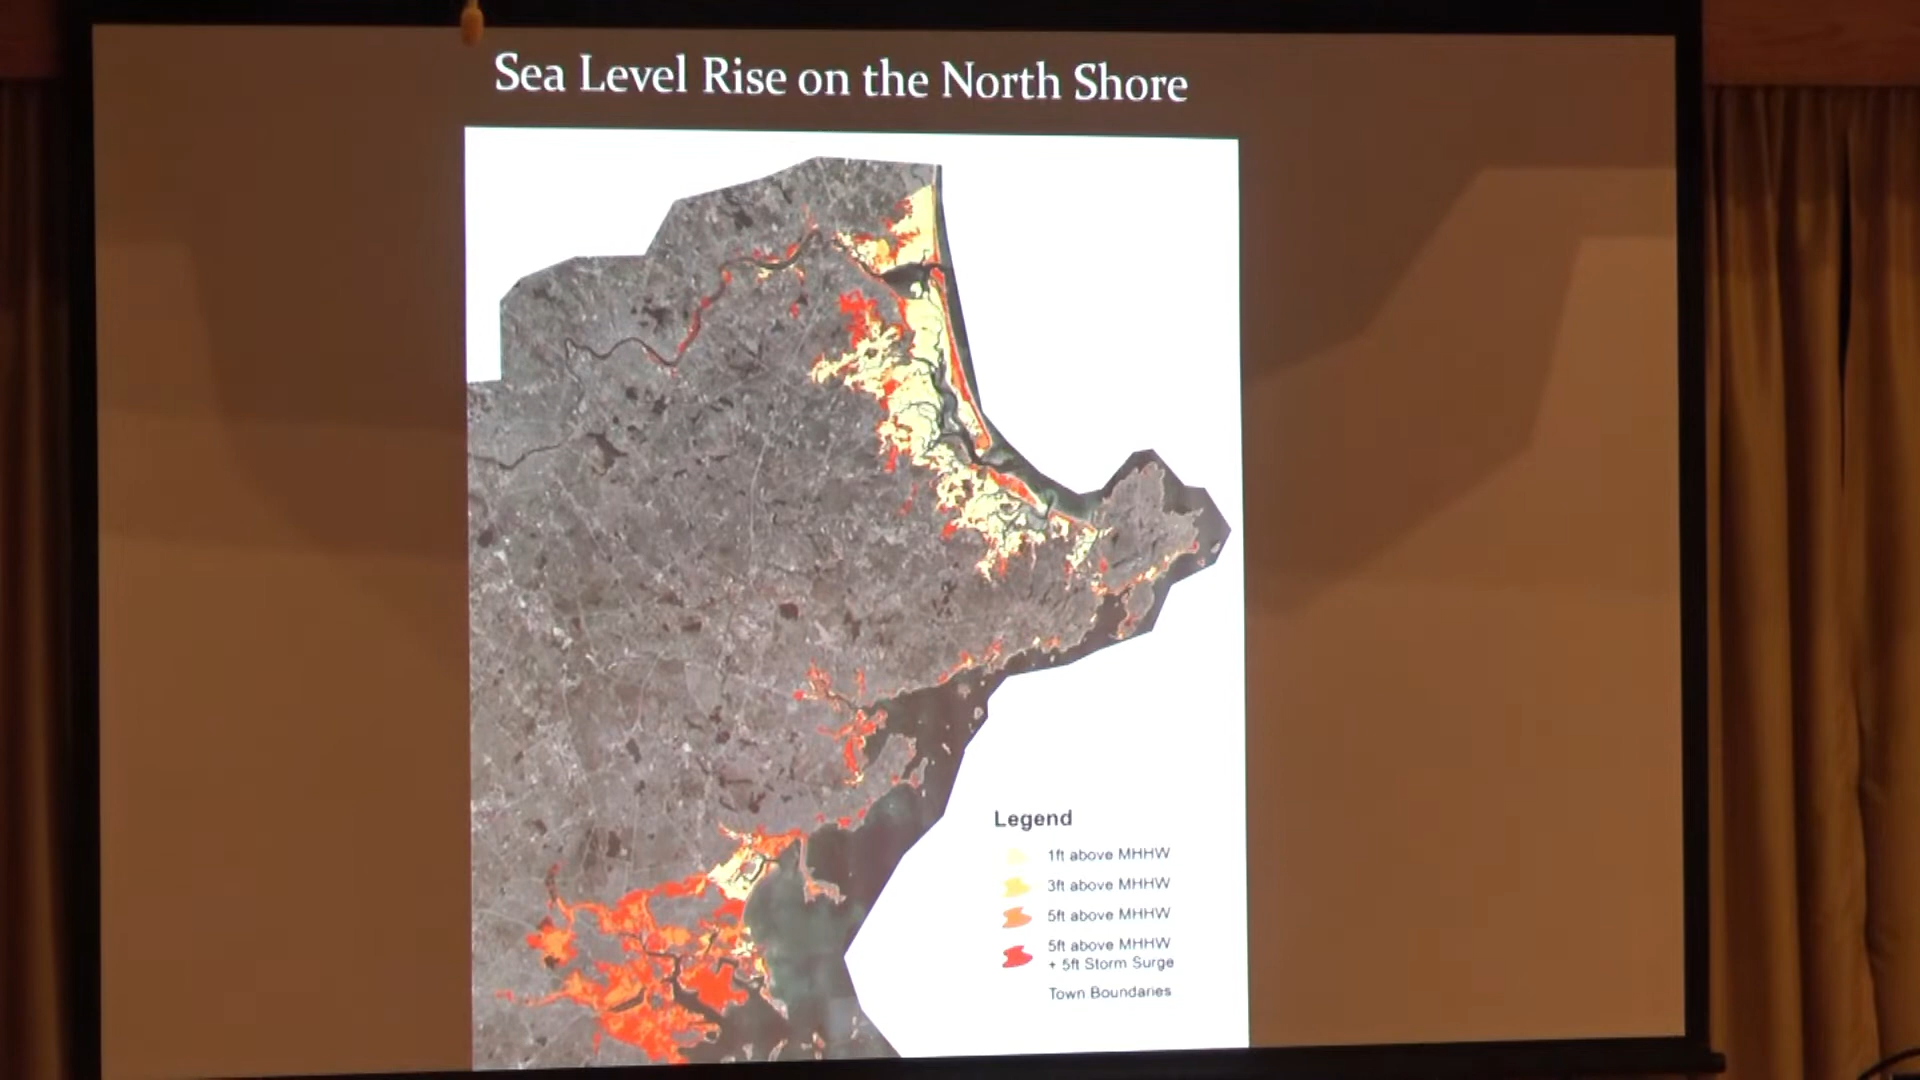 Sea Level Rise on the North Shore
Legend
1ft above MHHW
3ft above MHHW
5ft above MHHW
5ft above MHHW
+ 5ft Storm Surge
Town Boundaries